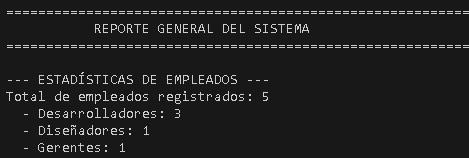 ============================================================
REPORTE GENERAL DEL SISTEMA
============================================================
--- ESTADÍSTICAS DE EMPLEADOS ---
Total de empleados registrados: 5
- Desarrolladores: 3
- Diseñadores: 1
- Gerentes: 1